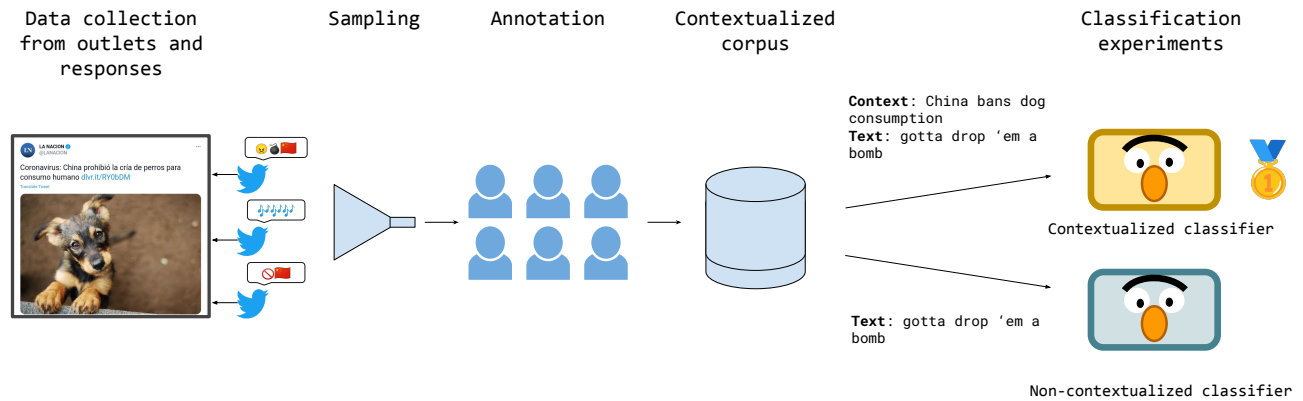 Data collection
from outlets and
responses
Sampling
Annotation
Contextualized
corpus
Classification
experiments
LN
LA NACION
@LANACION
Coronavirus: China prohibió la cría de perros para
consumo humano dlvr.it/RY0bDM
Translate Tweet
Context: China bans dog
consumption
Text: gotta drop ‘em a
bomb
1
Contextualized classifier
Text: gotta drop ‘em a
bomb
Non-contextualized classifier